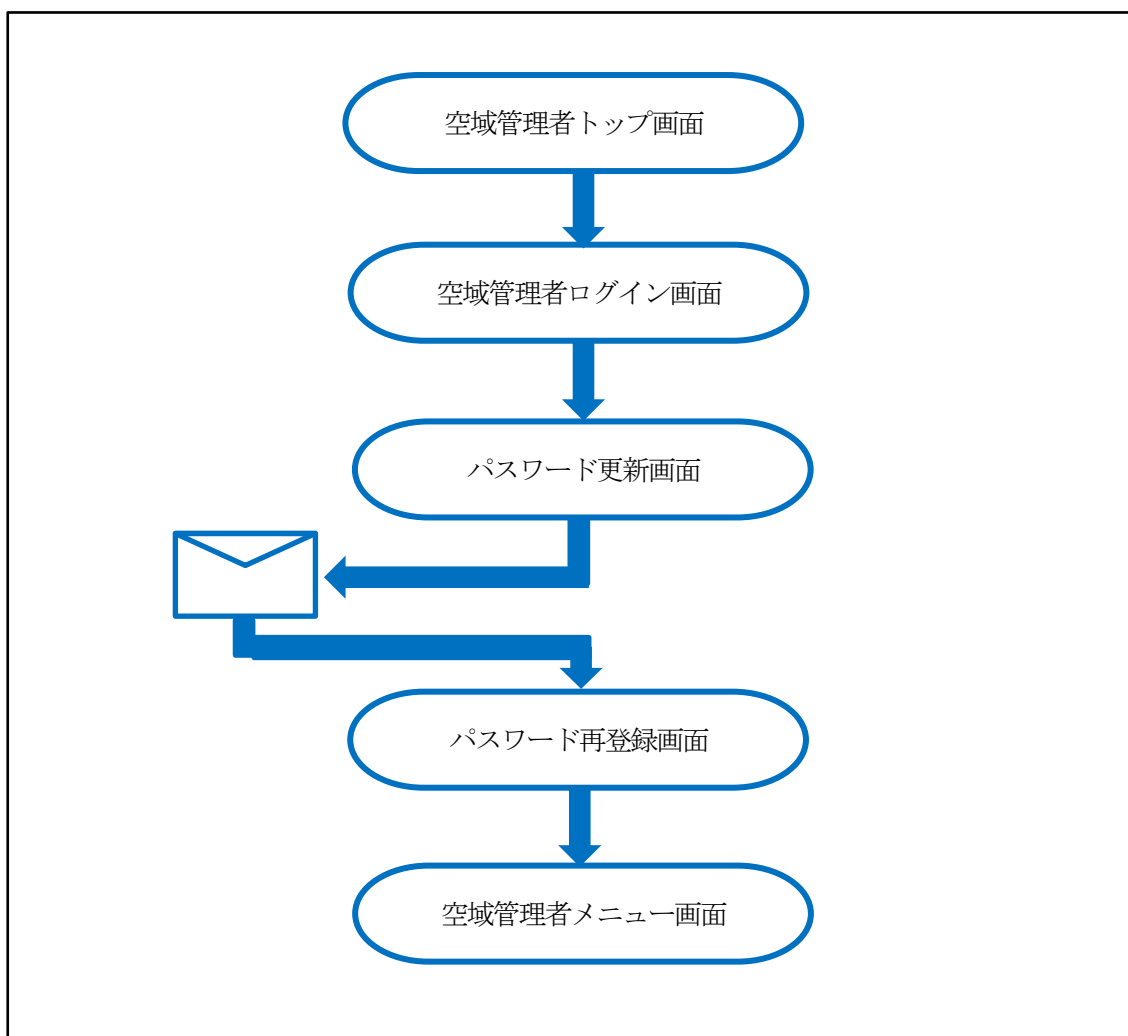 空域管理者トップ画面
空域管理者ログイン画面
パスワード更新画面
パスワード再登録画面
空域管理者メニュー画面